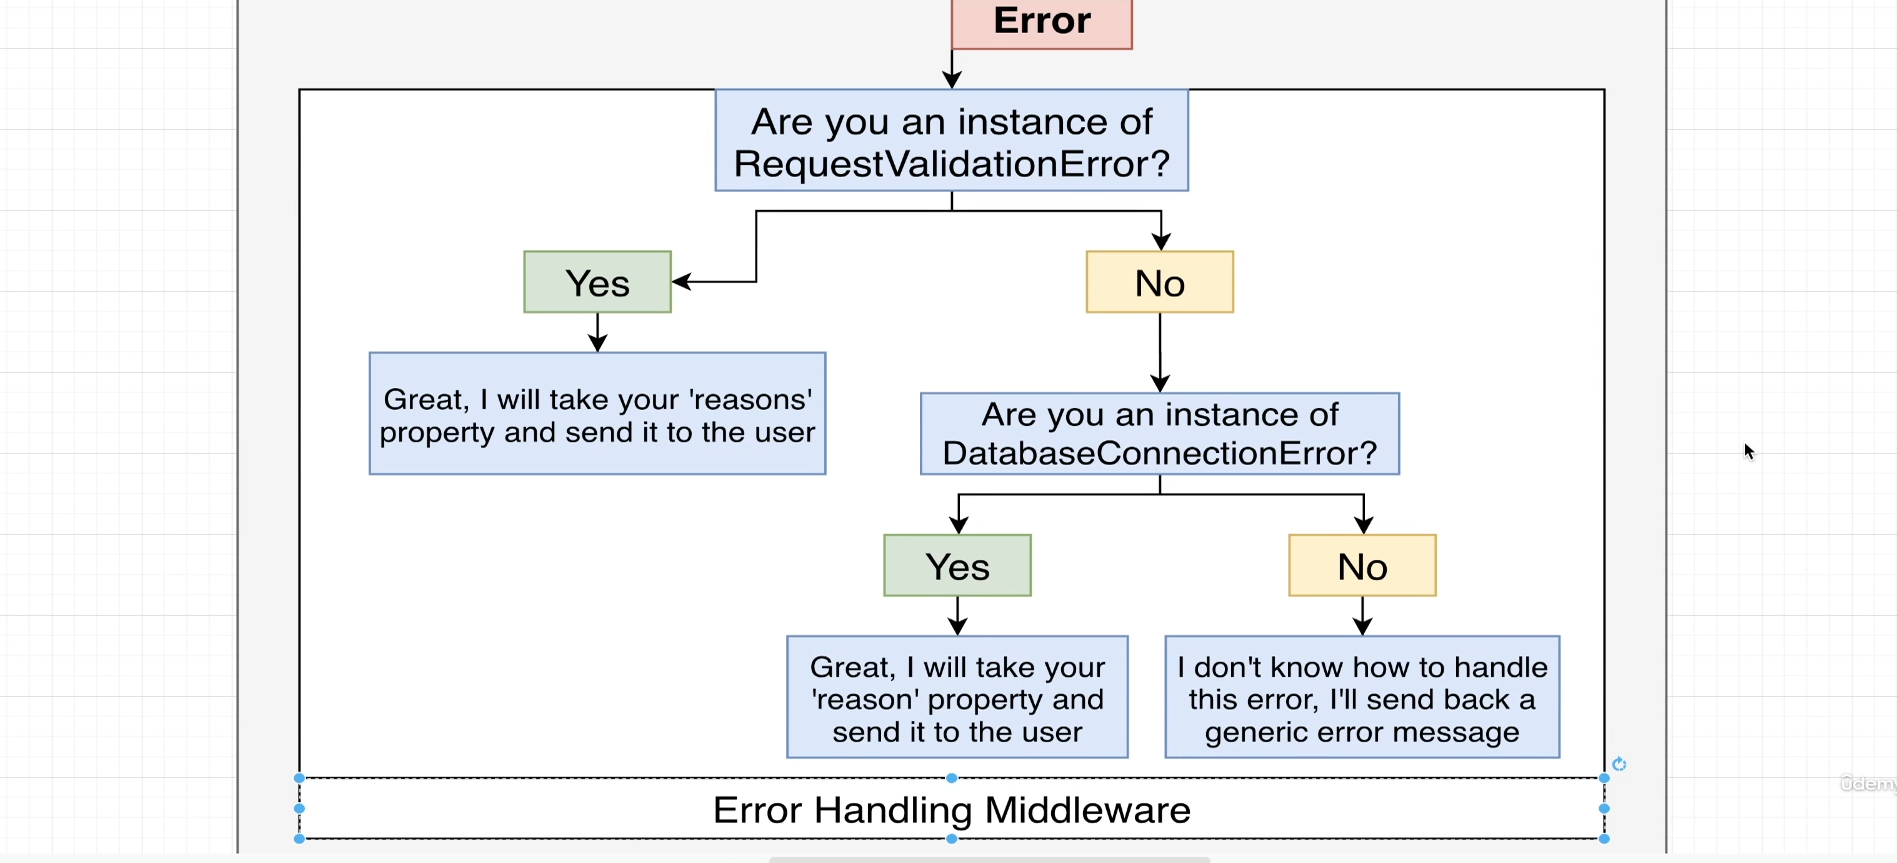 Error
Are you an instance of
RequestValidationError?
Yes
No
Great, I will take your 'reasons'
property and send it to the user
Are you an instance of
DatabaseConnectionError?
Yes
No
Great, I will take your
'reason' property and
send it to the user
I don't know how to handle
this error, I'll send back a
generic error message
Error Handling Middleware
ûdemy